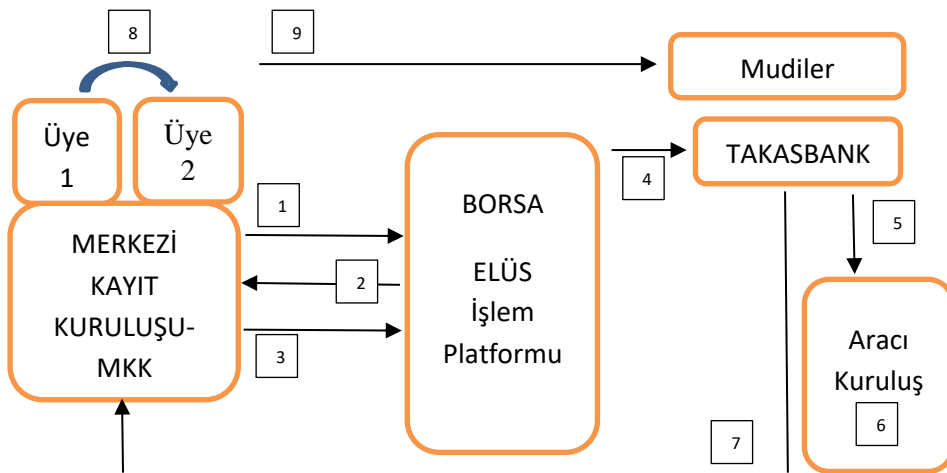 8
9
Mudiler
Üye
1
Üye
2
TAKASBANK
4
1
BORSA
ELÜS
İşlem
Platformu
5
MERKEZİ
KAYIT
KURULUŞU-
MKK
2
3
Aracı
Kuruluş
6
7